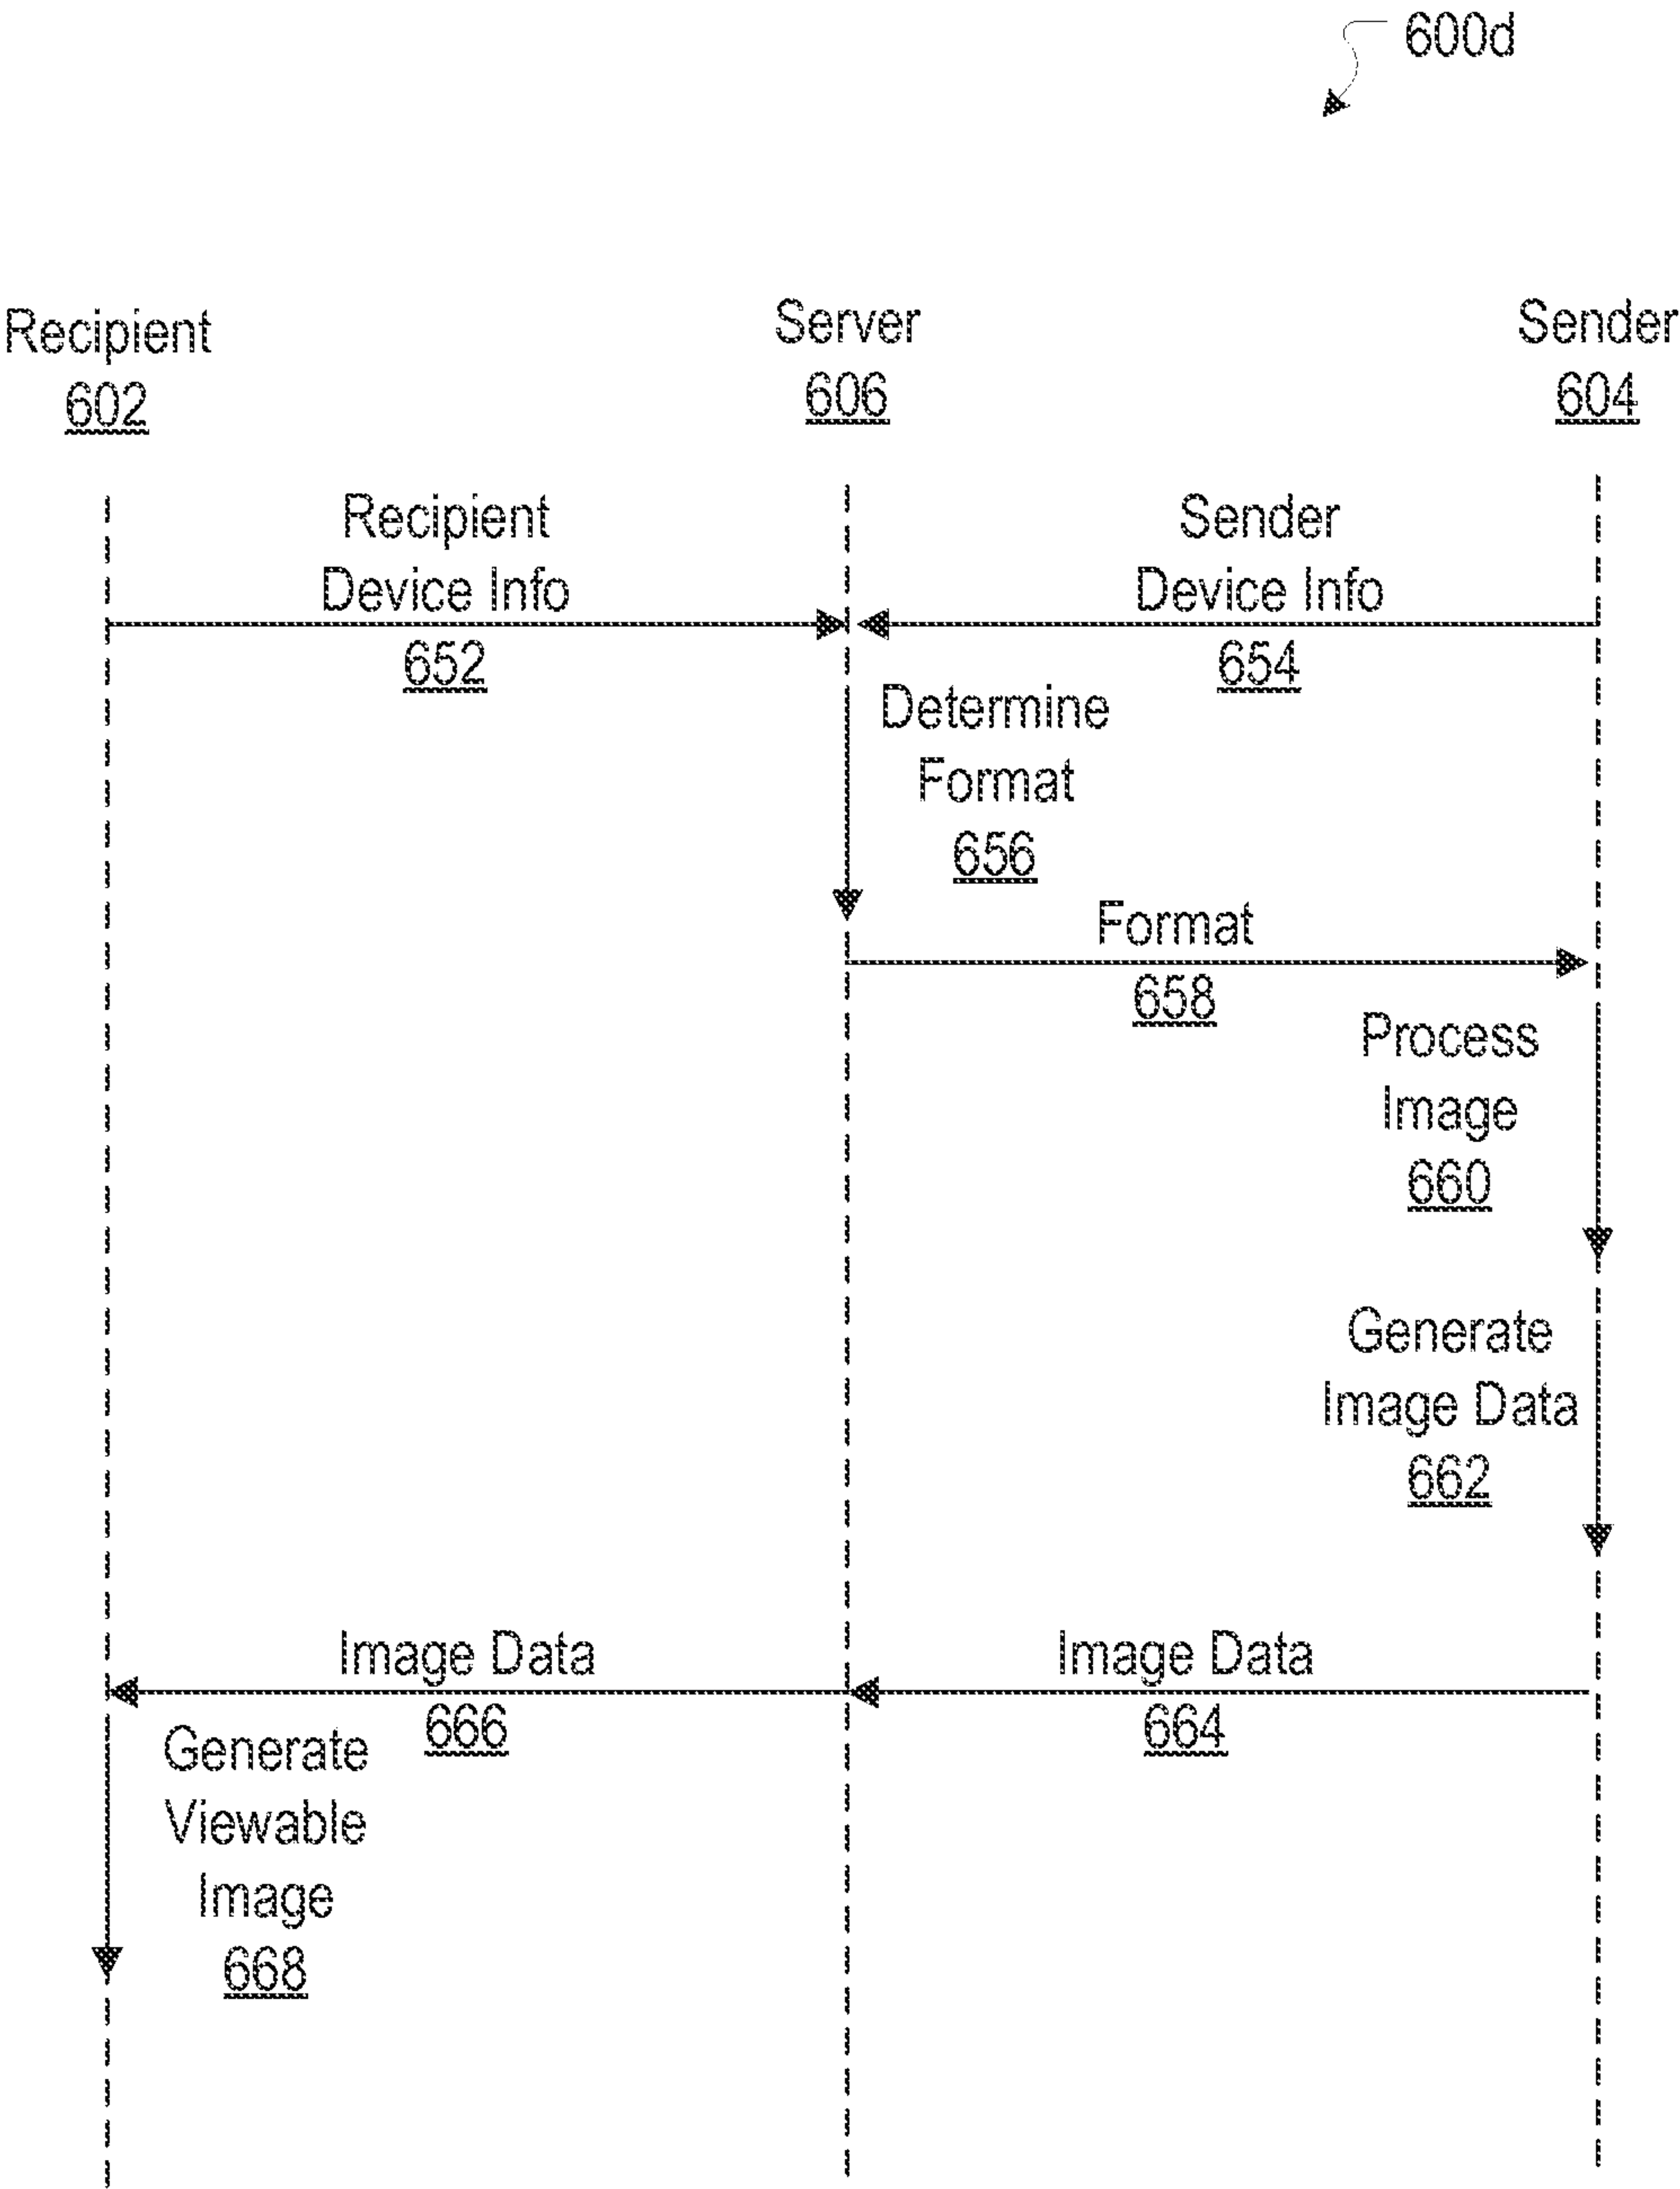 600d
Recipient
602
Server
606
Sender
604
Recipient
Device Info
652
Sender
Device Info
654
Determine
Format
656
Format
658
Process
Image
660
Generate
Image Data
662
Image Data
666
Image Data
664
Generate
Viewable
Image
668